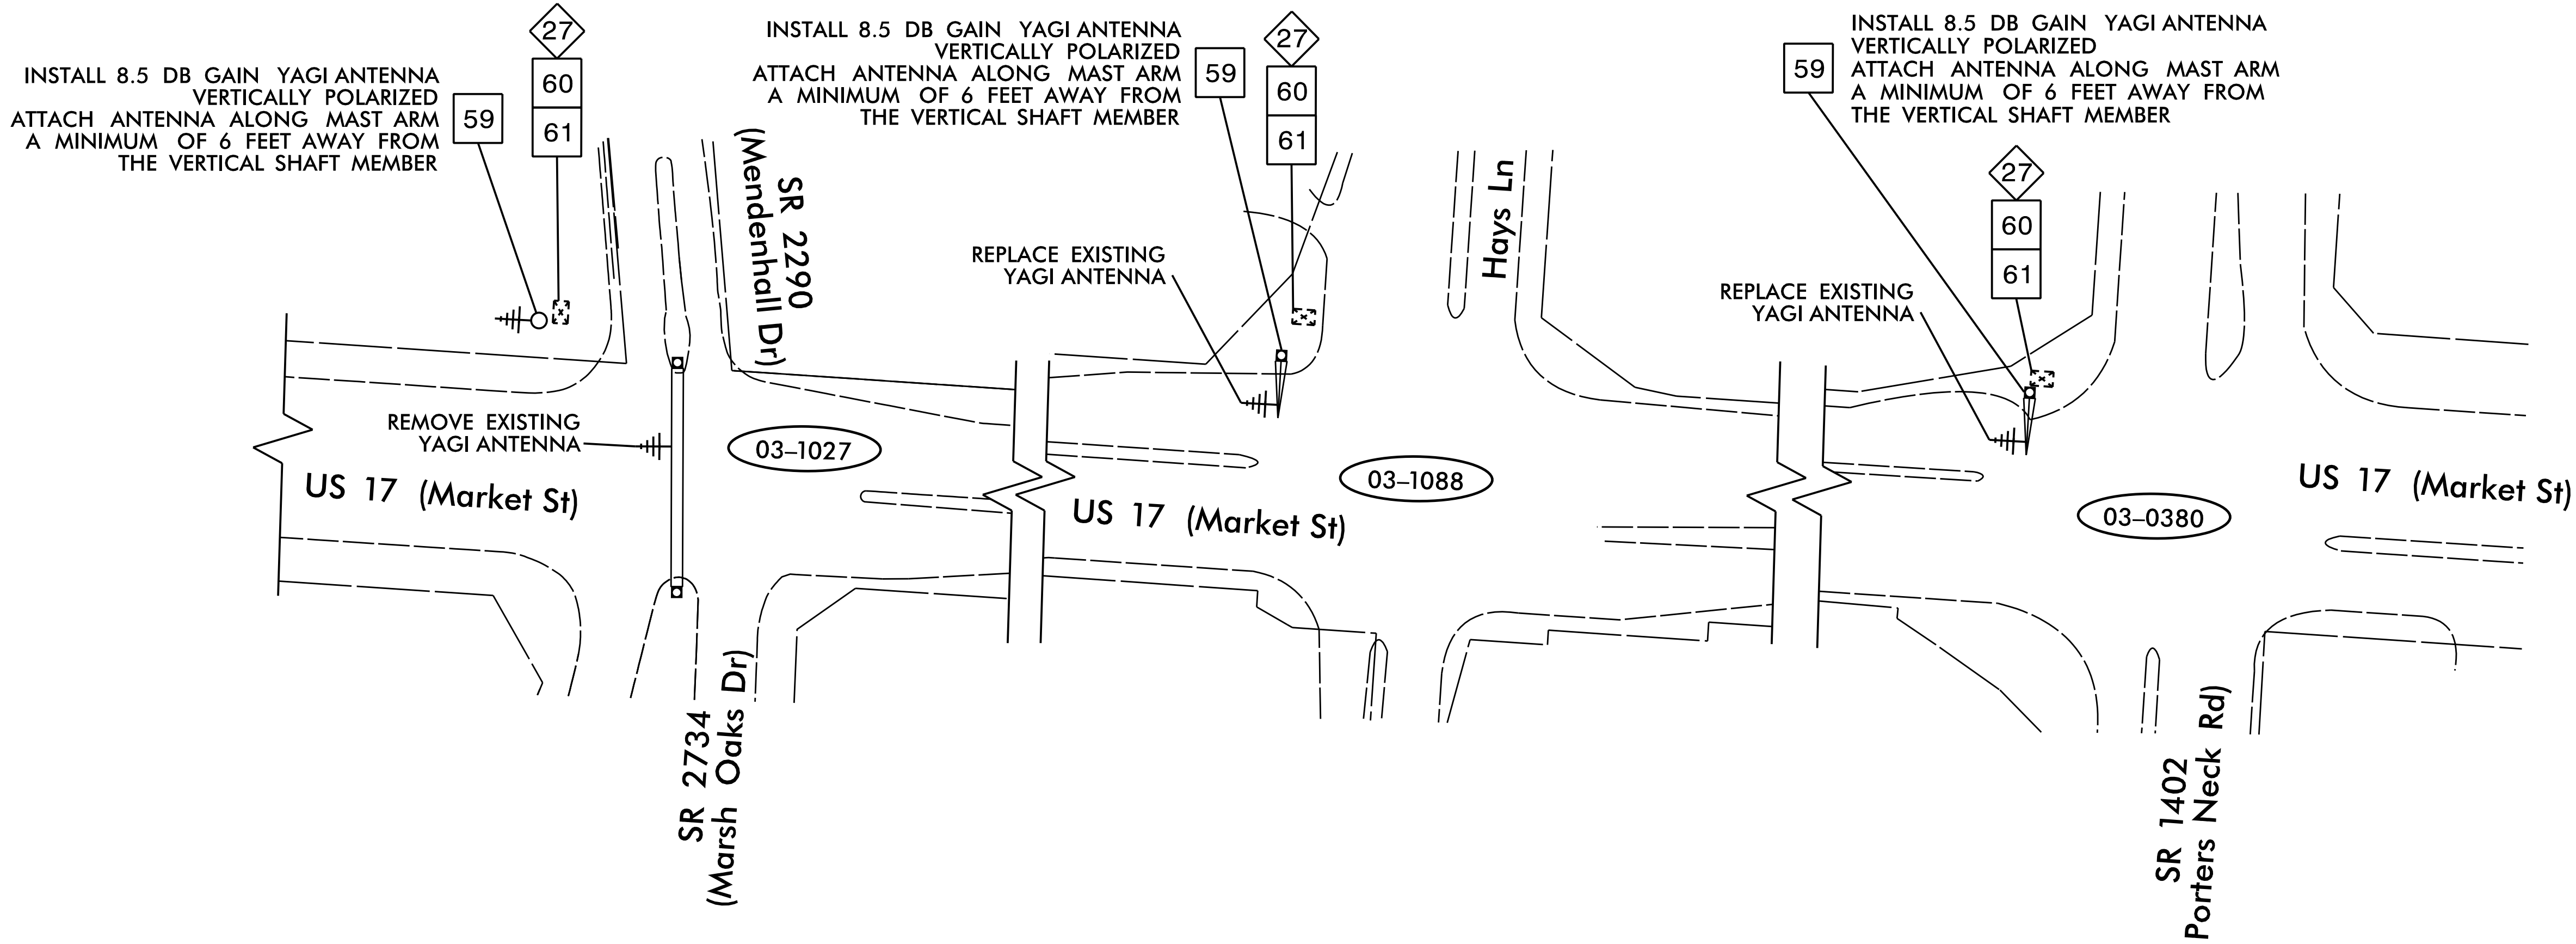 INSTALL 8.5 DB GAIN YAGI ANTENNA
VERTICALLY POLARIZED
ATTACH ANTENNA ALONG MAST ARM
A MINIMUM OF 6 FEET AWAY FROM
THE VERTICAL SHAFT MEMBER
59
27
60
61
SR 2290
(Mendenhall Dr)
REMOVE EXISTING
YAGI ANTENNA
03-1027
US 17 (Market St)
SR 2734
(Marsh Oaks Dr)
INSTALL 8.5 DB GAIN YAGI ANTENNA
VERTICALLY POLARIZED
ATTACH ANTENNA ALONG MAST ARM
A MINIMUM OF 6 FEET AWAY FROM
THE VERTICAL SHAFT MEMBER
59
27
60
61
REPLACE EXISTING
YAGI ANTENNA
Hays Ln
03-1088
US 17 (Market St)
59
INSTALL 8.5 DB GAIN YAGI ANTENNA
VERTICALLY POLARIZED
ATTACH ANTENNA ALONG MAST ARM
A MINIMUM OF 6 FEET AWAY FROM
THE VERTICAL SHAFT MEMBER
27
60
61
REPLACE EXISTING
YAGI ANTENNA
03-0380
US 17 (Market St)
SR 1402
Porters Neck Rd)